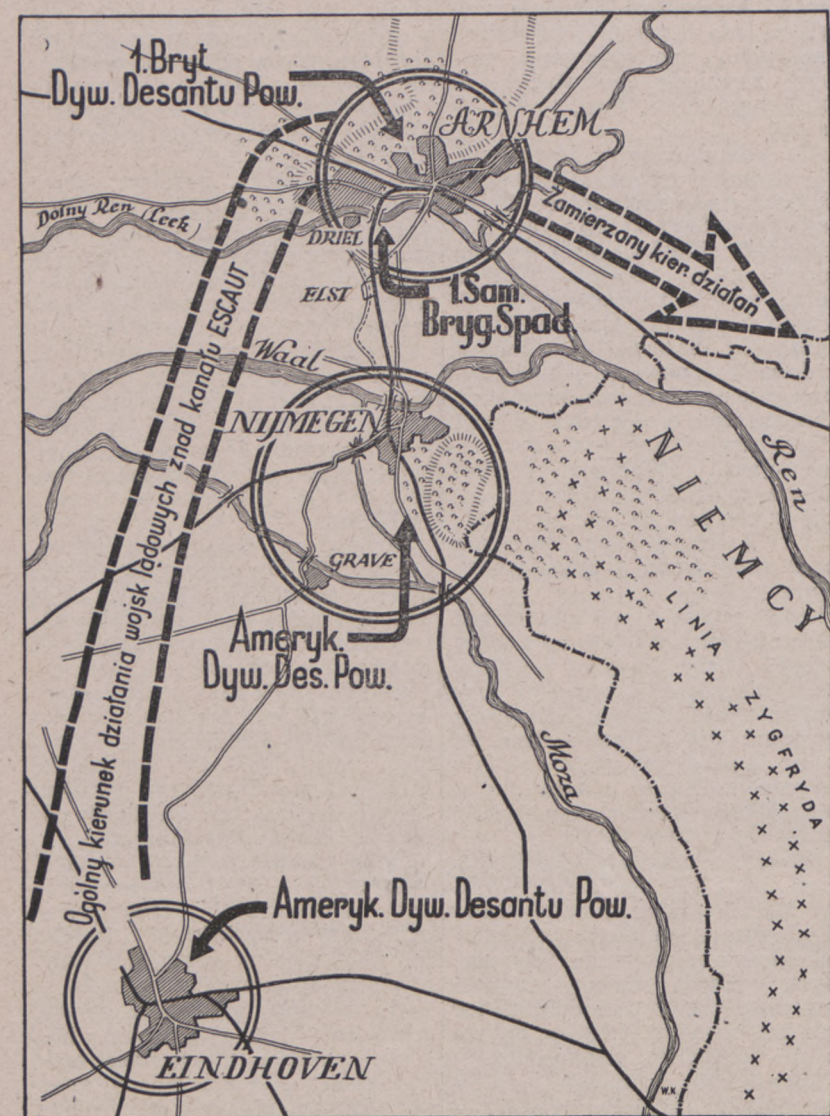 1. Bryt
Dyw. Desantu Pow.
ARNHEM
Dolny Ren (Leek)
DRIEL
Zamierzany kier. działań
ELST
1.Sam.
Bryg.Spad.
Waal
NIJMEGEN
Ren
NIEMCY
GRAVE
LINIA
ZYGFRYDA
Ameryk.
Dyw. Des. Pow.
Moza
Ogólny kierunek działania wojsk lądowych znad kanału ESCAUT
Ameryk. Dyw. Desantu Pow.
EINDHOVEN
W.K